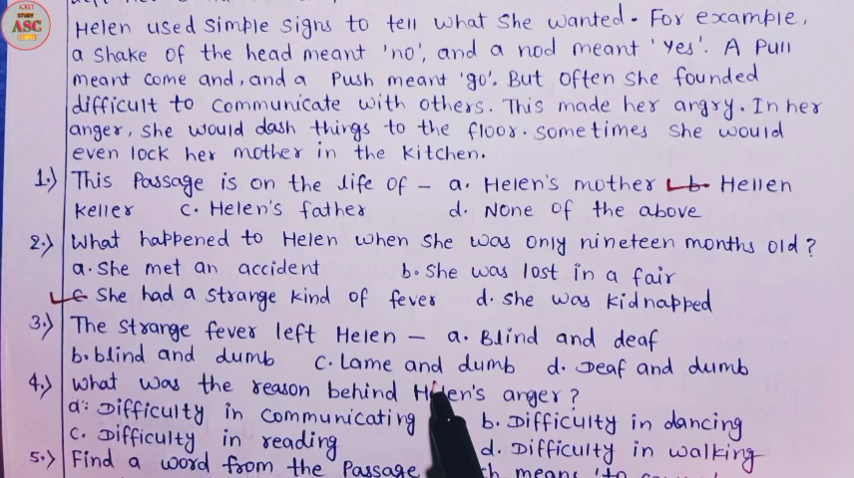 AXIT
STUDY
ASC
Helen used simple signs to tell what she wanted. For example,
a shake of the head meant 'no', and a nod meant 'yes'. A Pull
meant come and, and a Push meant 'go'. But often she founded
difficult to communicate with others. This made her angry. In her
anger, she would dash things to the floor. sometimes she would
even lock her mother in the kitchen.
1.) This Passage is on the life of – a. Helen's mother b. Hellen
keller c. Helen's father d. None of the above
2.) What happened to Helen when she was only nineteen months old?
a. she met an accident b. she was lost in a fair
c. she had a strange kind of fever d. she was kidnapped
3.) The strange fever left Helen – a. Blind and deaf
b. blind and dumb c. Lame and dumb d. Deaf and dumb
4.) what was the reason behind Helen's anger?
a. Difficulty in communicating b. Difficulty in dancing
c. Difficulty in reading d. Difficulty in walking
5.) Find a word from the Passage means 'to